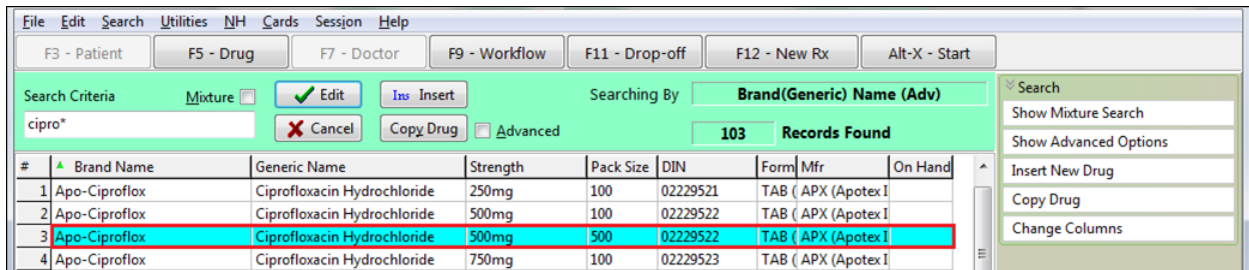 File Edit Search Utilities NH Cards Session Help
F3 - Patient F5 - Drug F7 - Doctor F9 - Workflow F11 - Drop-off F12 - New Rx Alt-X - Start
Search Criteria Mixture Edit Ins Insert Searching By Brand(Generic) Name (Adv)
cipro* Cancel Copy Drug Advanced 103 Records Found
# Brand Name Generic Name Strength Pack Size DIN Form Mfr On Hand
1 Apo-Ciproflox Ciprofloxacin Hydrochloride 250mg 100 02229521 TAB ( APX (Apotex I
2 Apo-Ciproflox Ciprofloxacin Hydrochloride 500mg 100 02229522 TAB ( APX (Apotex I
3 Apo-Ciproflox Ciprofloxacin Hydrochloride 500mg 500 02229522 TAB ( APX (Apotex I
4 Apo-Ciproflox Ciprofloxacin Hydrochloride 750mg 100 02229523 TAB ( APX (Apotex I
Search
Show Mixture Search
Show Advanced Options
Insert New Drug
Copy Drug
Change Columns